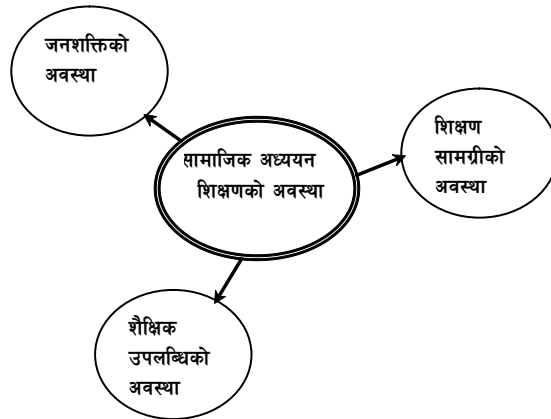 जनशक्तिको
अवस्था
सामाजिक अध्ययन
शिक्षणको अवस्था
शिक्षण
सामग्रीको
अवस्था
शैक्षिक
उपलब्धिको
अवस्था